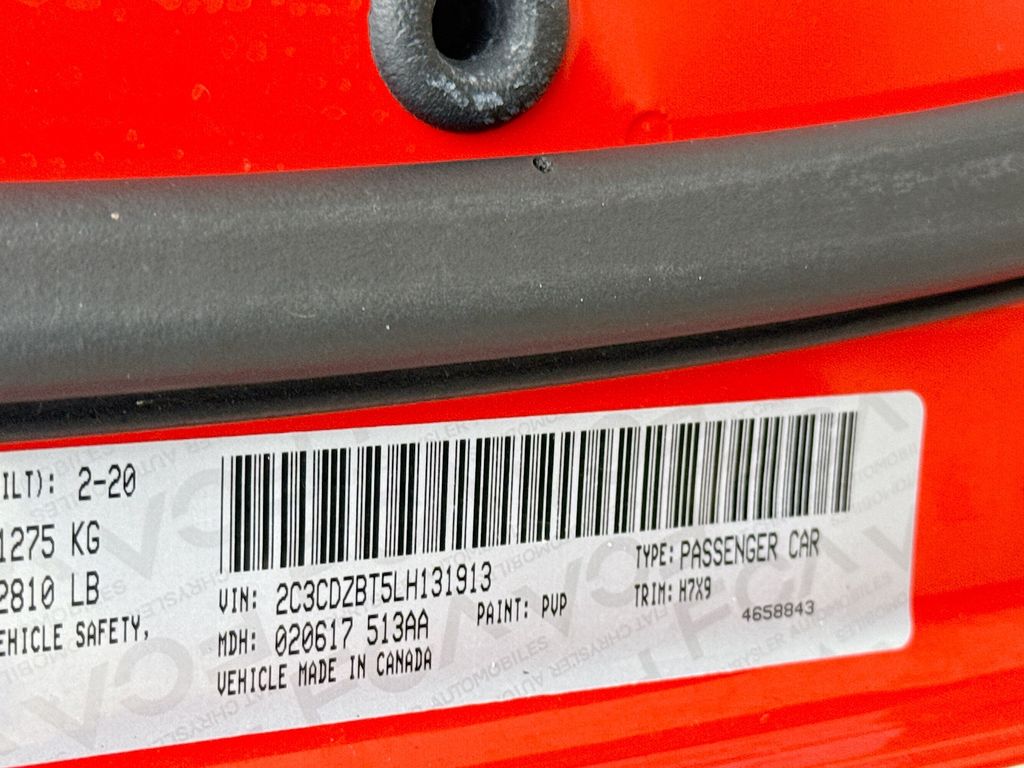 ILT): 2-20
1275 KG
2810 LB
EHICLE SAFETY,
VIN: 2C3CDZBT5LH131913
TYPE: PASSENGER CAR
MDH: 020617 513AA
PAINT: PVP
TRIM: H7X9
4658843
VEHICLE MADE IN CANADA